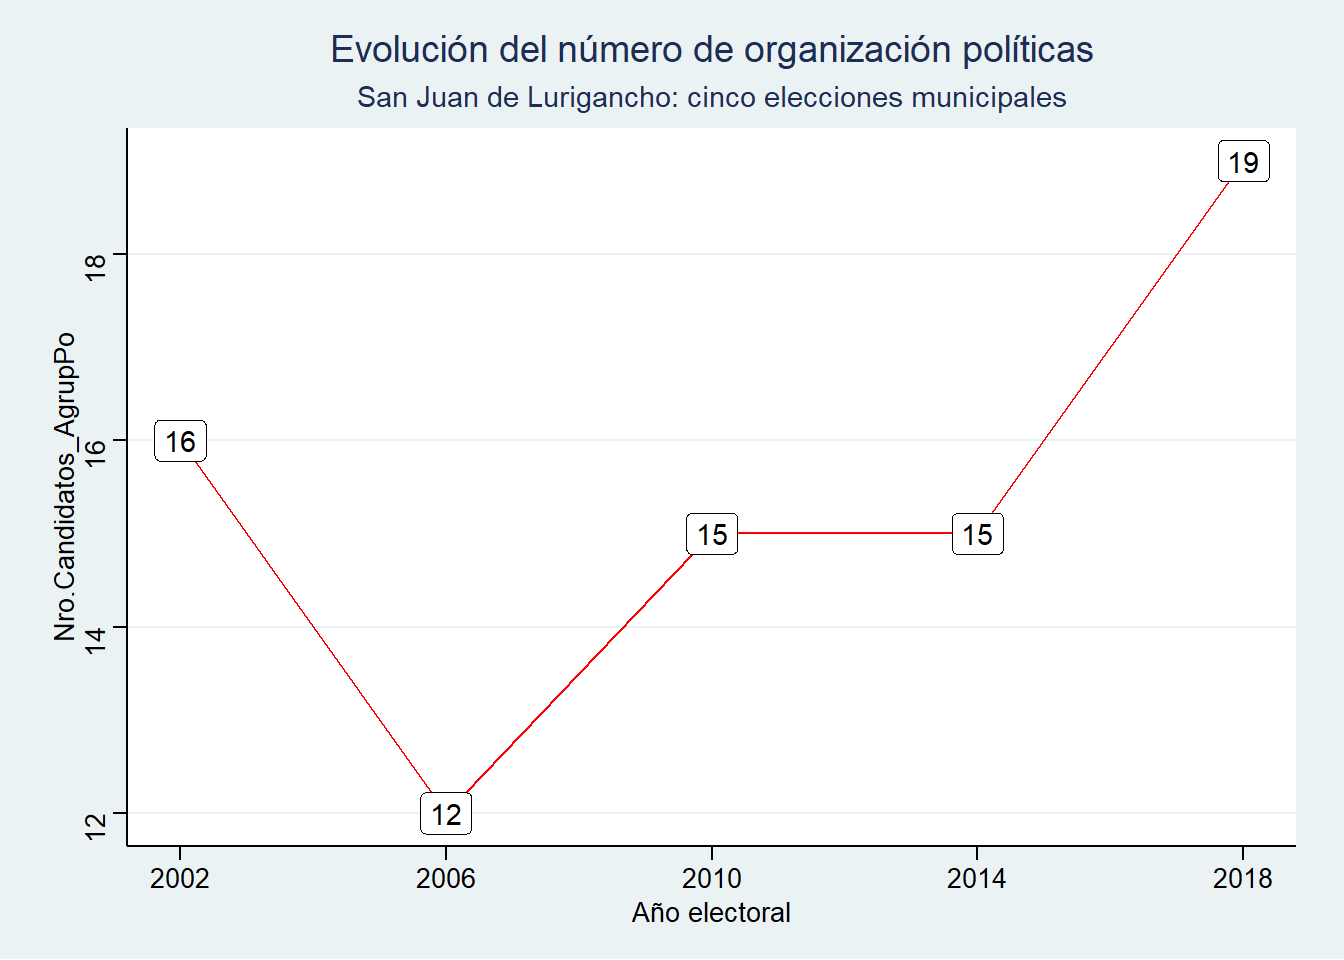 Evolución del número de organización políticas
San Juan de Lurigancho: cinco elecciones municipales
Nro.Candidatos_AgrupPo
18
16
14
12
16
12
15
15
19
2002 2006 2010 2014 2018
Año electoral